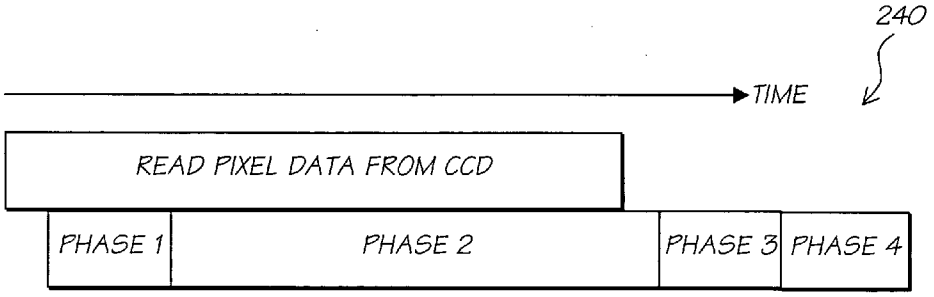 240
TIME
READ PIXEL DATA FROM CCD
PHASE 1 PHASE 2 PHASE 3 PHASE 4